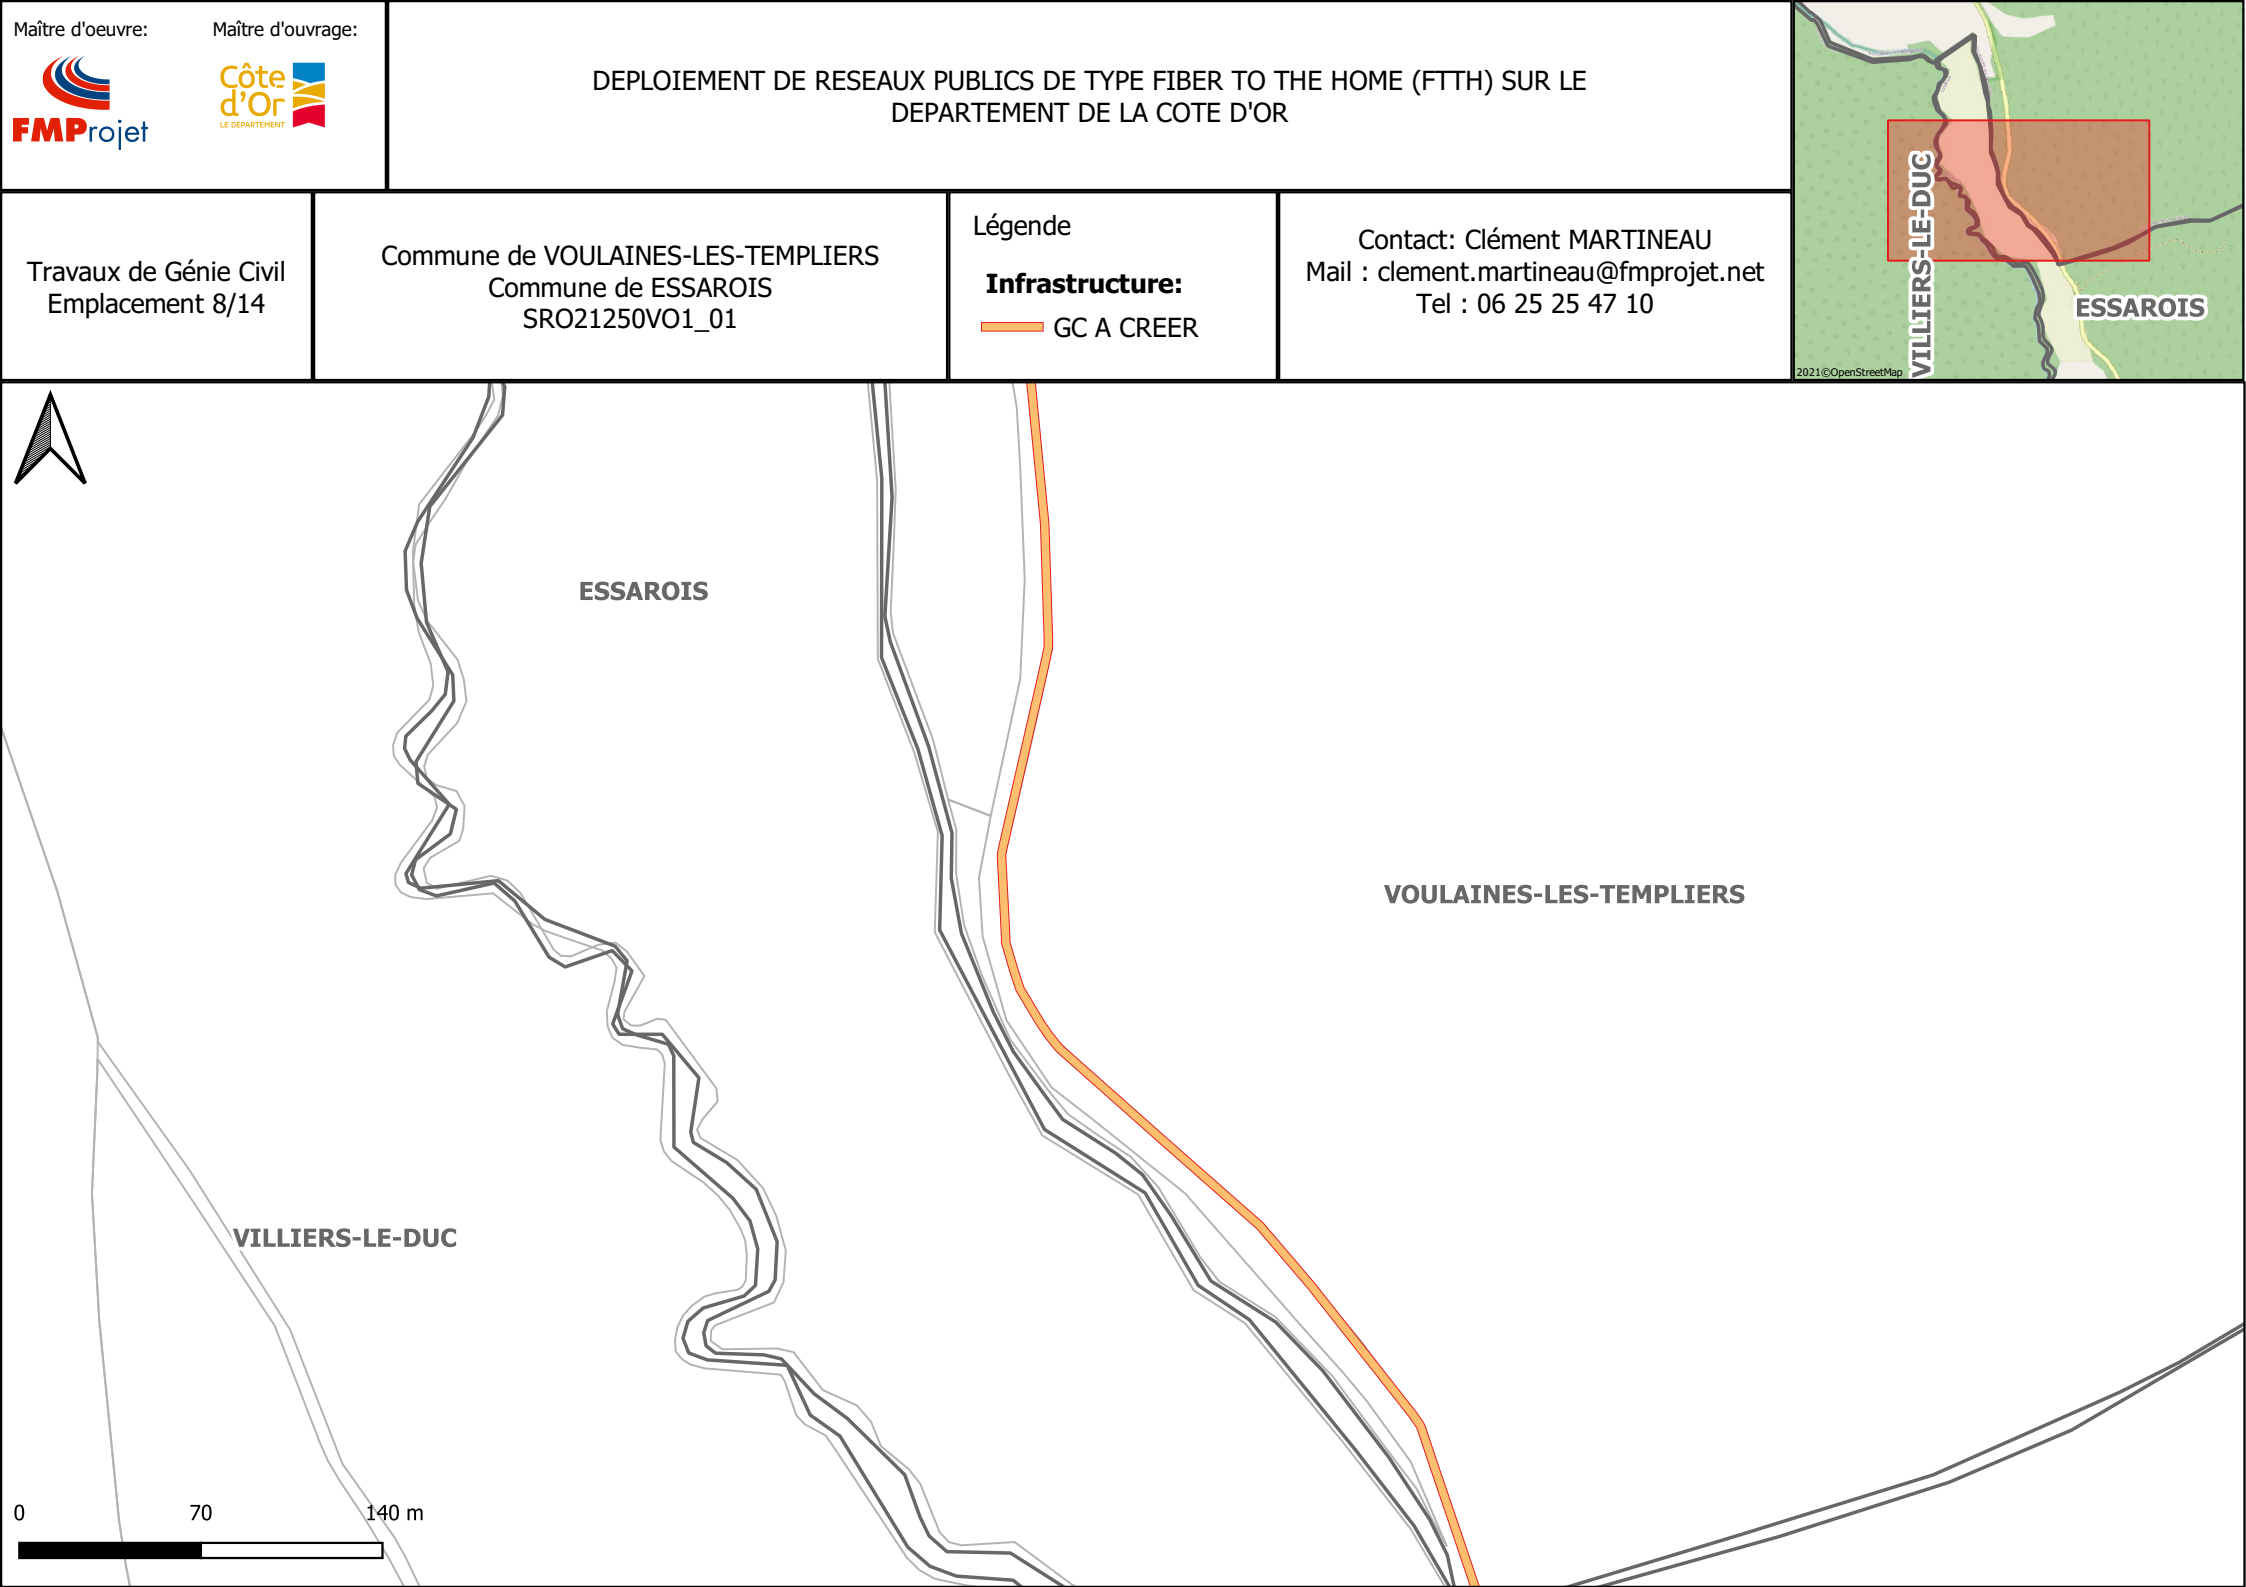 Maître d'oeuvre:
Maître d'ouvrage:
FMProjet
Côte
d'Or
LE DÉPARTEMENT
DEPLOIEMENT DE RESEAUX PUBLICS DE TYPE FIBER TO THE HOME (FTTH) SUR LE
DEPARTEMENT DE LA COTE D'OR
Travaux de Génie Civil
Emplacement 8/14
Commune de VOULAINES-LES-TEMPLIERS
Commune de ESSAROIS
SRO21250VO1_01
Légende
Infrastructure:
GC A CREER
Contact: Clément MARTINEAU
Mail : clement.martineau@fmprojet.net
Tel : 06 25 25 47 10
VILLIERS-LE-DUC
ESSAROIS
2021©OpenStreetMap
ESSAROIS
VOULAINES-LES-TEMPLIERS
VILLIERS-LE-DUC
0 70 140 m